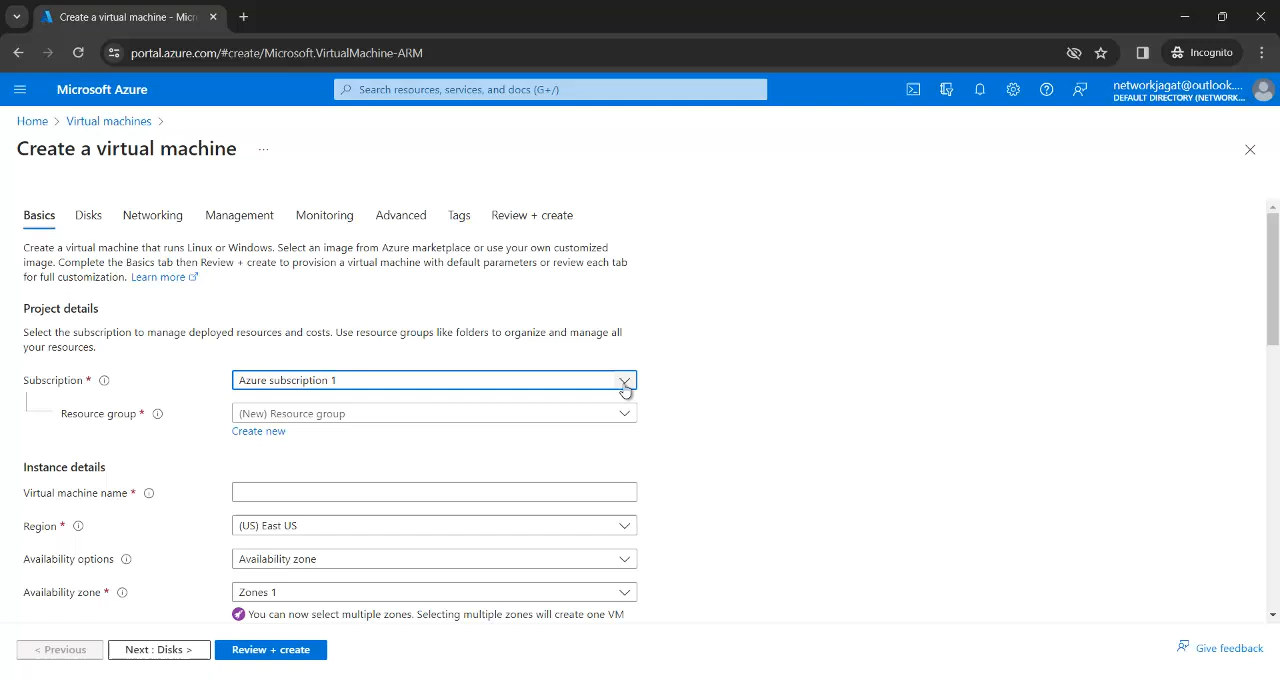 Create a virtual machine - Micr
portal.azure.com/#create/Microsoft.VirtualMachine-ARM
Incognito
Microsoft Azure
Search resources, services, and docs (G+/)
networkjagat@outlook....
DEFAULT DIRECTORY (NETWORK...
Home > Virtual machines >
Create a virtual machine ...
Basics Disks Networking Management Monitoring Advanced Tags Review + create
Create a virtual machine that runs Linux or Windows. Select an image from Azure marketplace or use your own customized
image. Complete the Basics tab then Review + create to provision a virtual machine with default parameters or review each tab
for full customization. Learn more
Project details
Select the subscription to manage deployed resources and costs. Use resource groups like folders to organize and manage all
your resources.
Subscription * Azure subscription 1
Resource group * (New) Resource group
Create new
Instance details
Virtual machine name *
Region * (US) East US
Availability options Availability zone
Availability zone * Zones 1
You can now select multiple zones. Selecting multiple zones will create one VM
< Previous Next : Disks > Review + create Give feedback